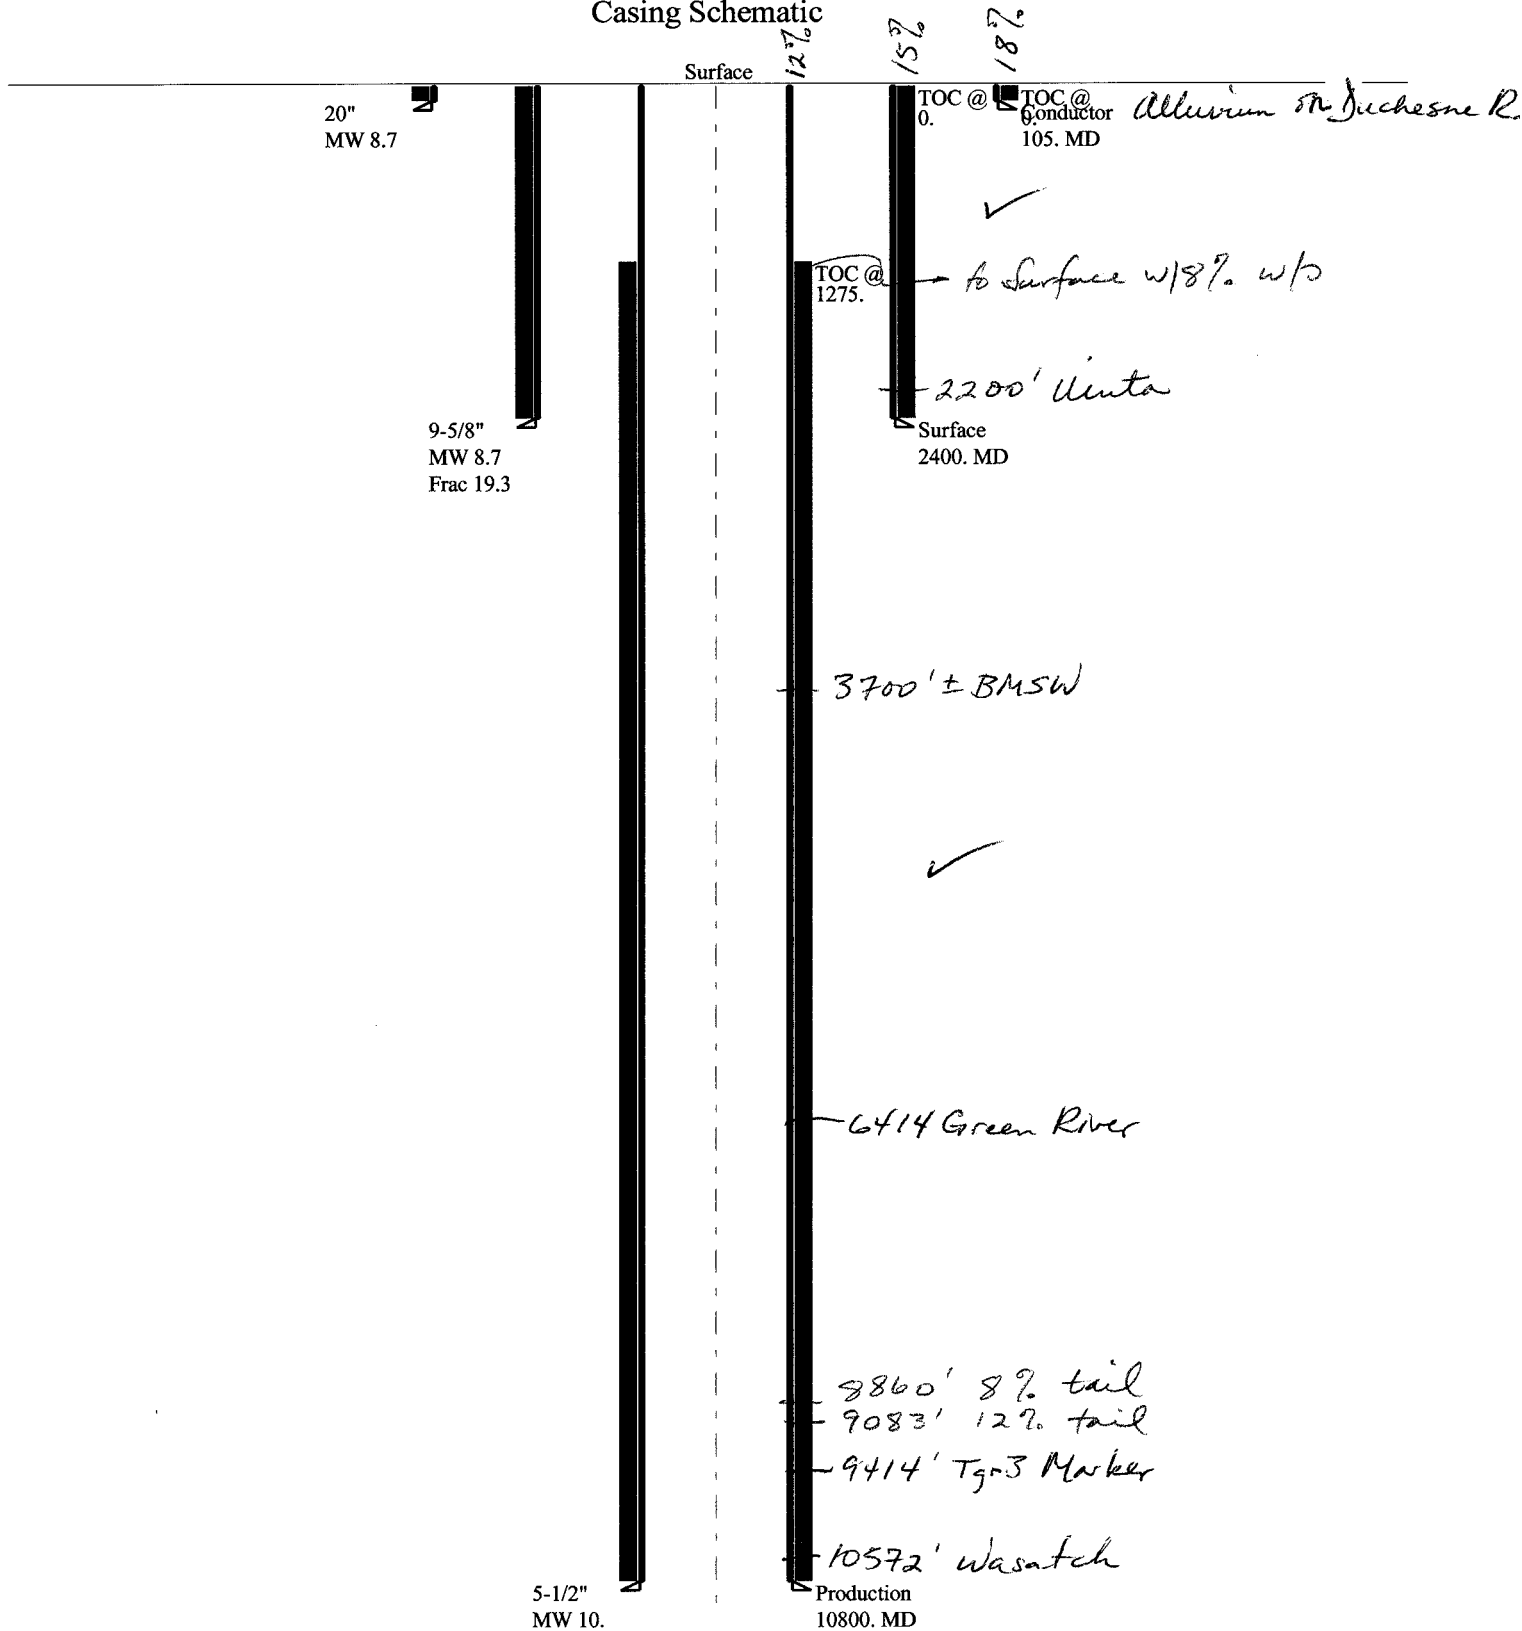 Casing Schematic
12%
15%
18%
Surface
20"
MW 8.7
TOC @
0.
TOC @
0.
Conductor
105. MD
Alluvium on Duchesne R.
TOC @
1275.
to Surface w/8% w/o
2200' Uinta
9-5/8"
MW 8.7
Frac 19.3
Surface
2400. MD
3700' ± BMSW
6414 Green River
8860' 8% tail
9083' 12% tail
9414' Tgr3 Marker
10572' Wasatch
5-1/2"
MW 10.
Production
10800. MD